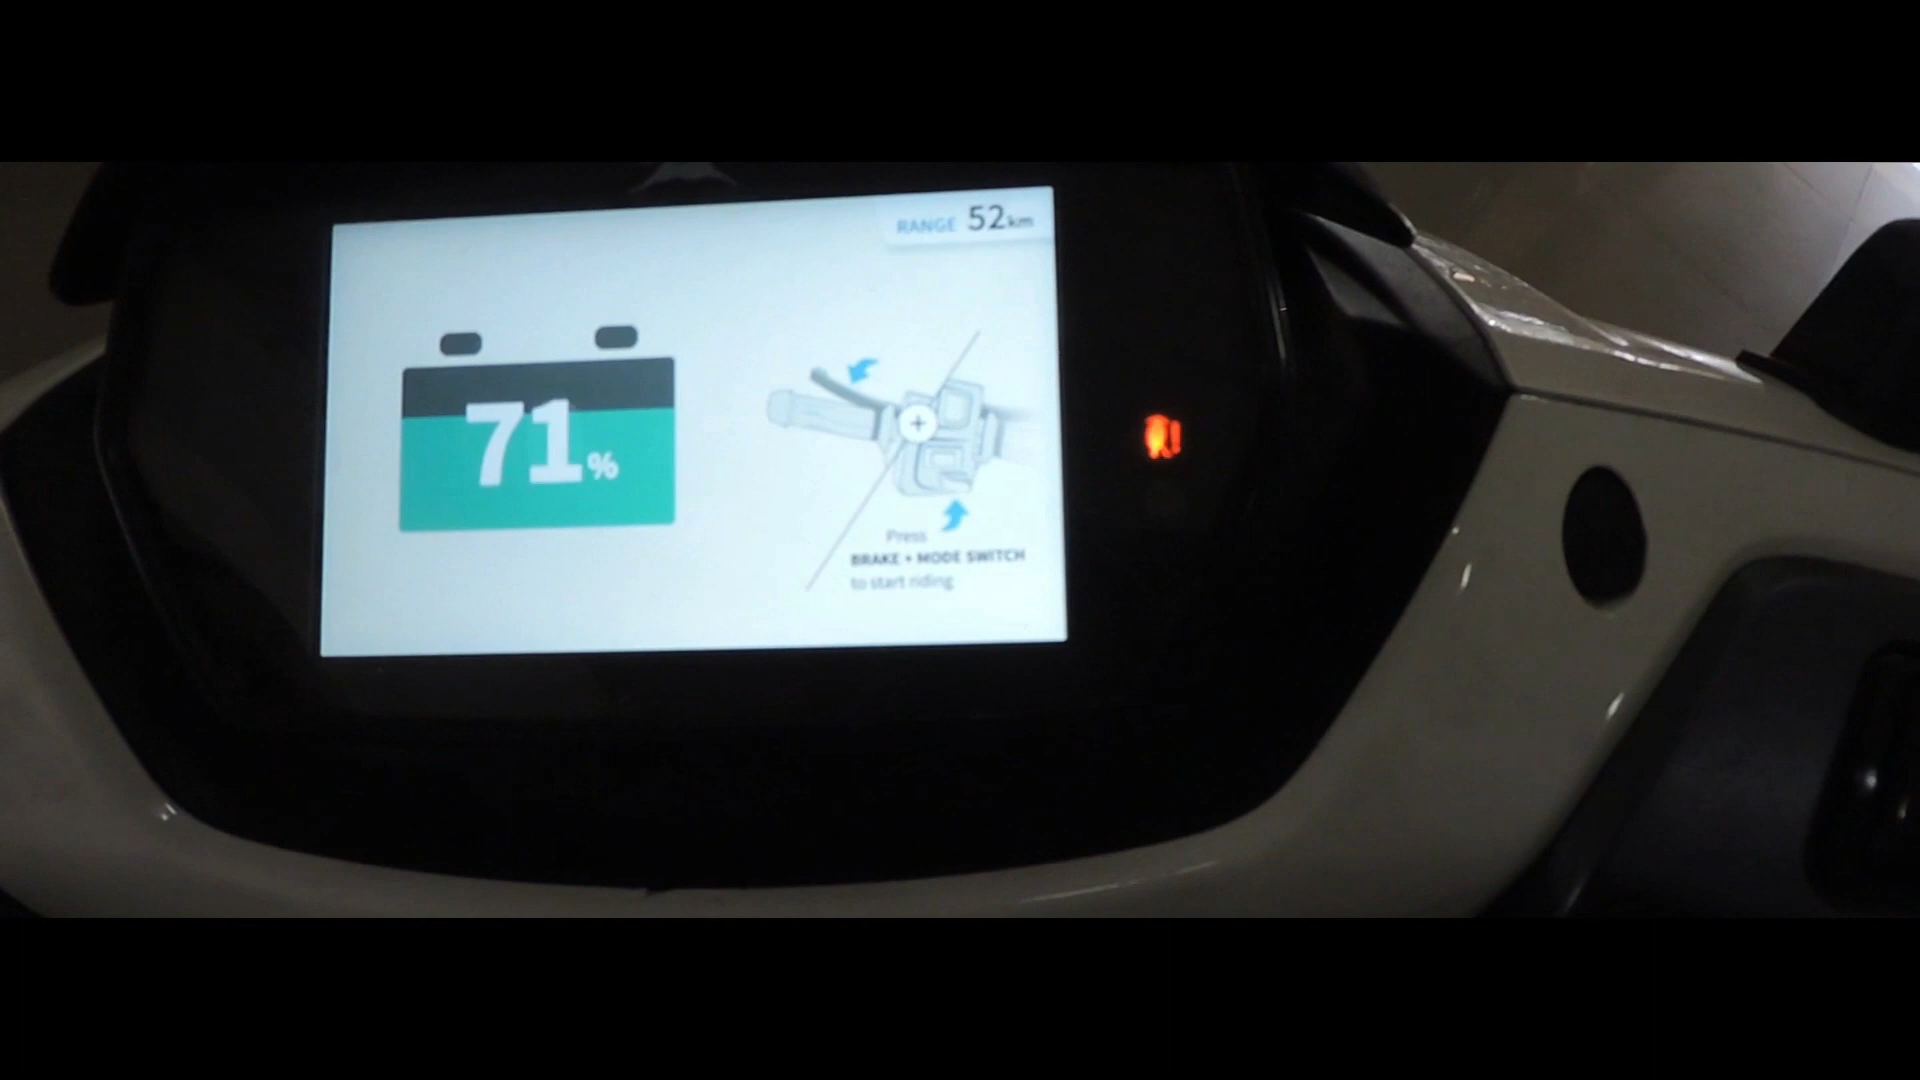 RANGE 52km
71%
Press
BRAKE + MODE SWITCH
to start riding